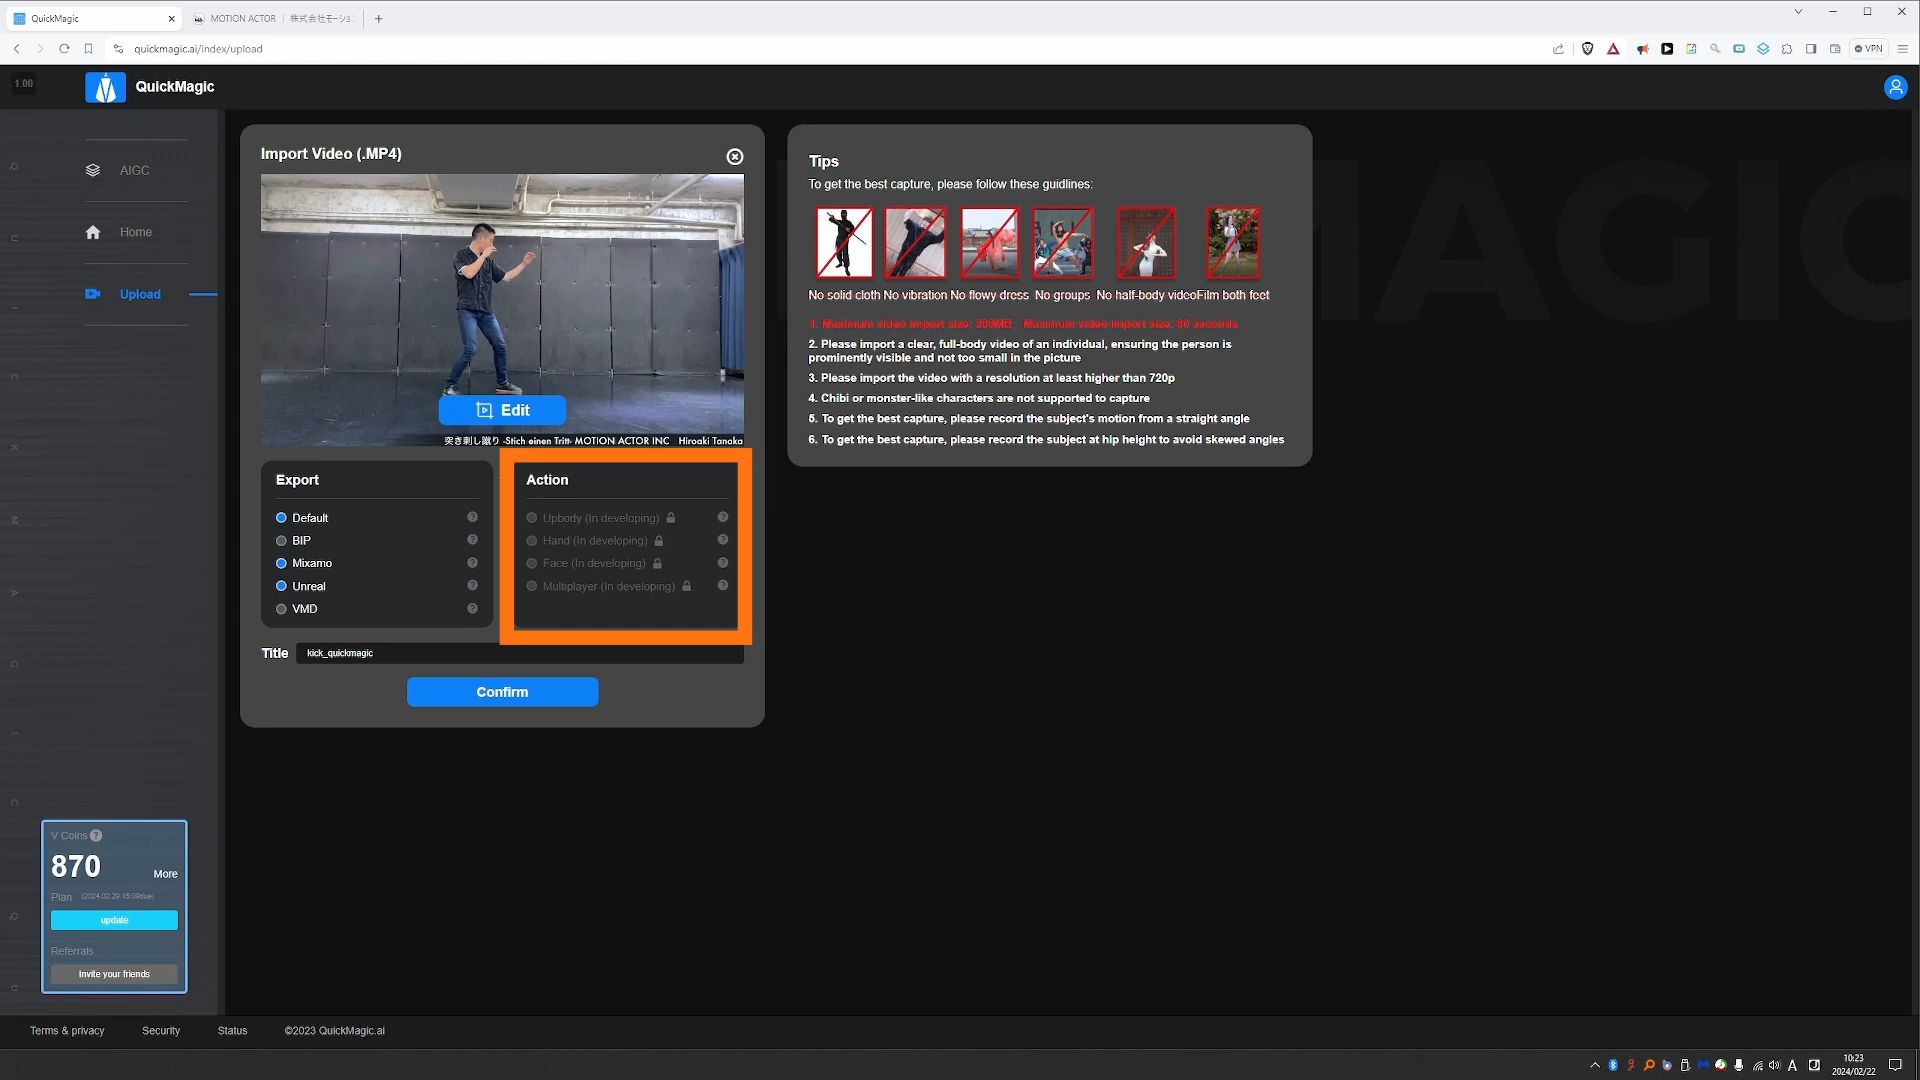 QuickMagic
MOTION ACTOR | 株式会社モーショ
quickmagic.ai/index/upload
VPN
1.00
QuickMagic
AIGC
Home
Upload
Import Video (.MP4)
Edit
突き刺し蹴り -Stich einen Tritt- MOTION ACTOR INC Hiroaki Tanaka
Export
Default
BIP
Mixamo
Unreal
VMD
Action
Upbody (In developing)
Hand (In developing)
Face (In developing)
Multiplayer (In developing)
Title kick_quickmagic
Confirm
Tips
To get the best capture, please follow these guidlines:
No solid cloth No vibration No flowy dress No groups No half-body video Film both feet
1. Maximum video import size: 200MB, Maximum video import size: 30 seconds
2. Please import a clear, full-body video of an individual, ensuring the person is
prominently visible and not too small in the picture
3. Please import the video with a resolution at least higher than 720p
4. Chibi or monster-like characters are not supported to capture
5. To get the best capture, please record the subject's motion from a straight angle
6. To get the best capture, please record the subject at hip height to avoid skewed angles
MAGIC
V Coins
870
More
Plan (2024.02.29 15:09due)
update
Referrals
Invite your friends
Terms & privacy Security Status ©2023 QuickMagic.ai
A
10:23
2024/02/22